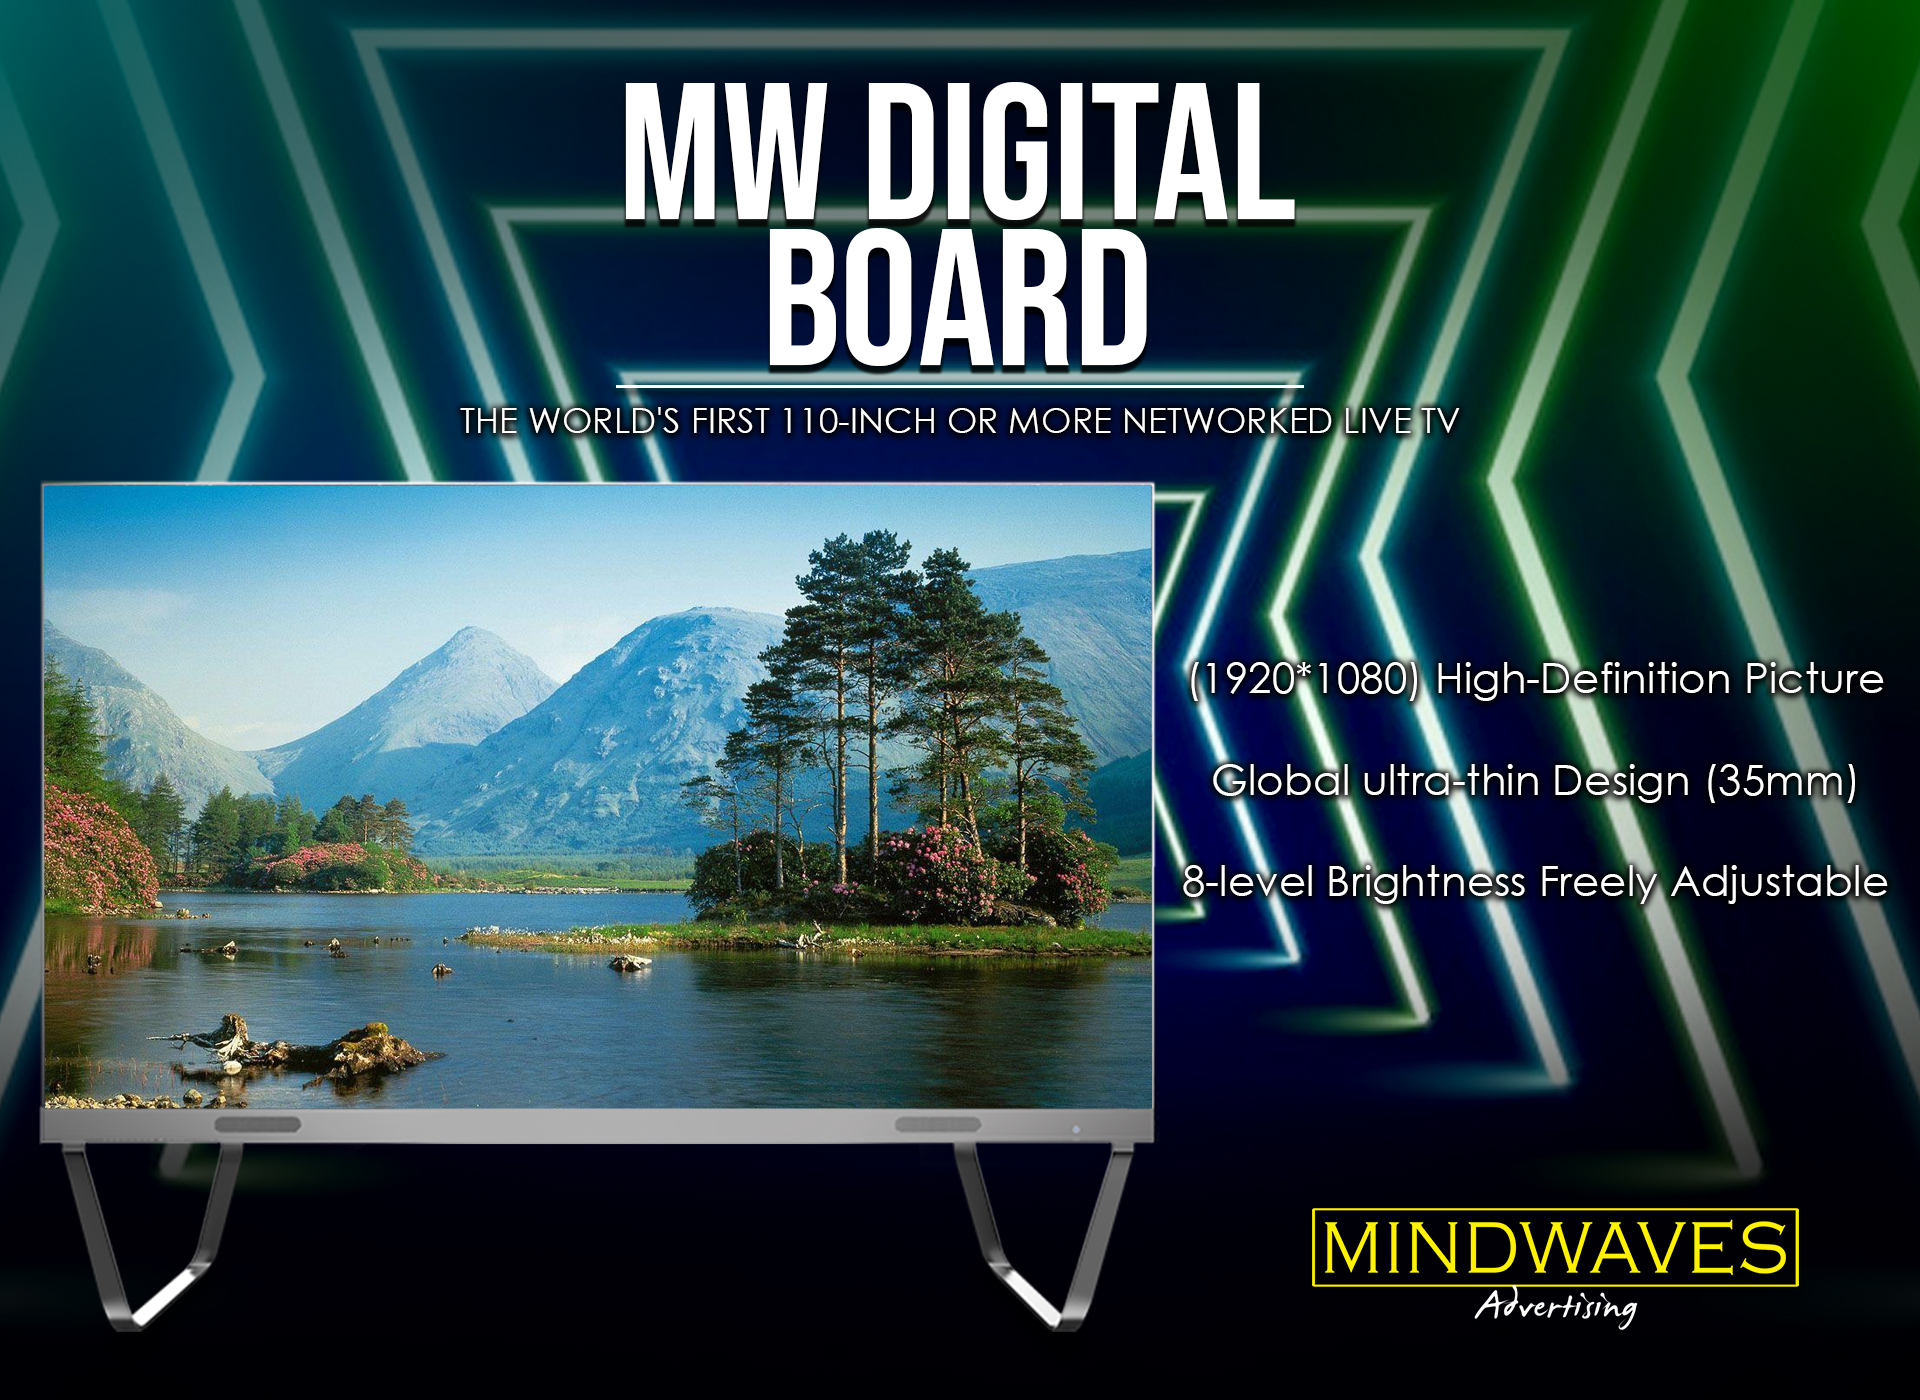 MW DIGITAL
BOARD
THE WORLD'S FIRST 110-INCH OR MORE NETWORKED LIVE TV
(1920*1080) High-Definition Picture
Global ultra-thin Design (35mm)
8-level Brightness Freely Adjustable
MINDWAVES
Advertising